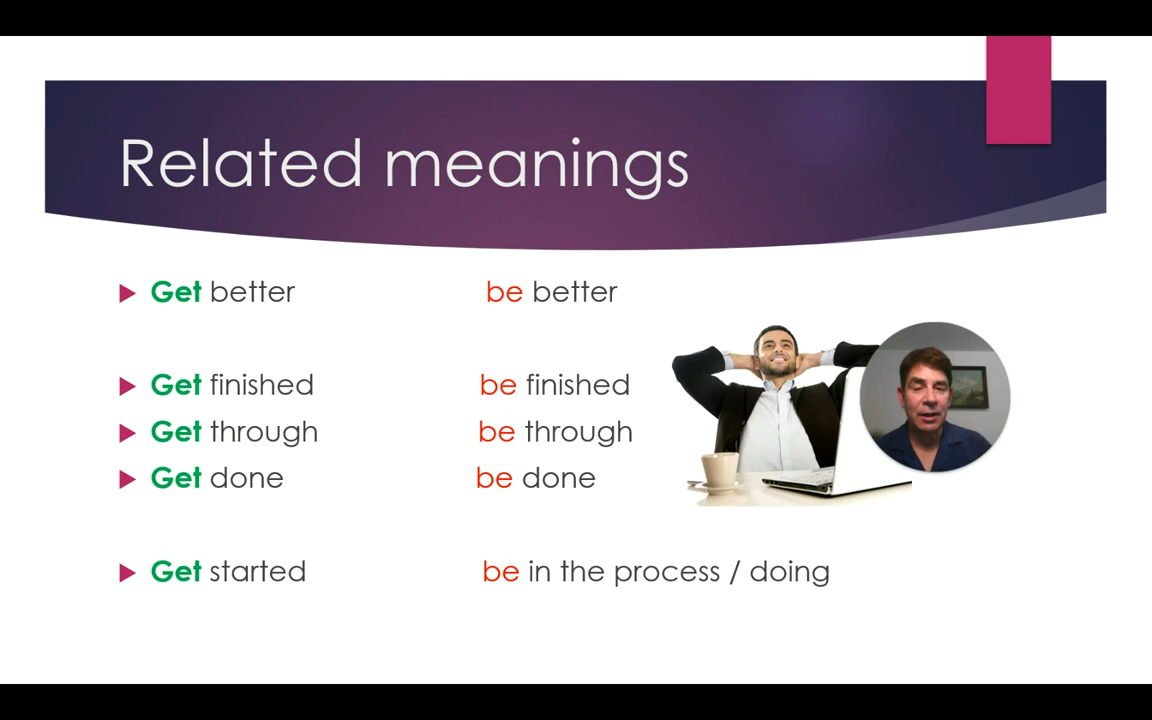 Related meanings
Get better be better
Get finished be finished
Get through be through
Get done be done
Get started be in the process / doing